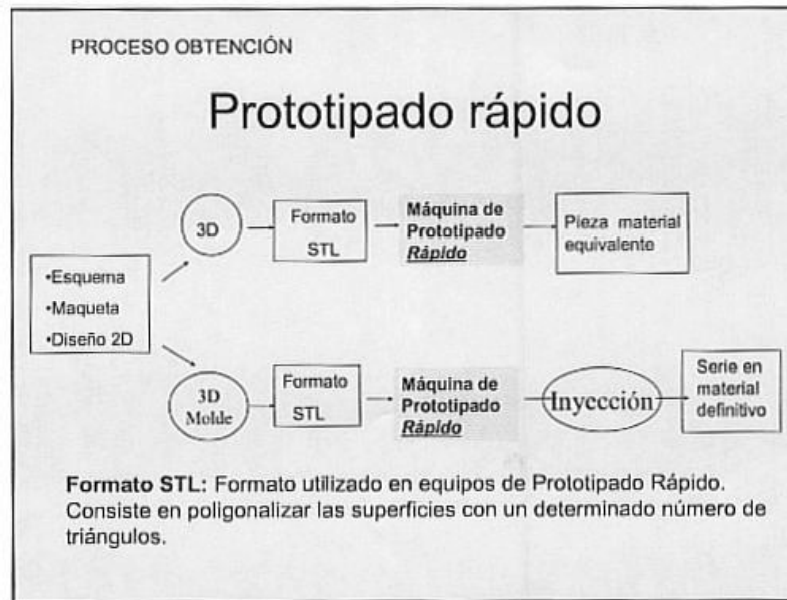 PROCESO OBTENCIÓN
Prototipado rápido
3D
Formato
STL
Máquina de
Prototipado
Rápido
Pieza material
equivalente
•Esquema
•Maqueta
•Diseño 2D
3D
Molde
Formato
STL
Máquina de
Prototipado
Rápido
Inyección
Serie en
material
definitivo
Formato STL: Formato utilizado en equipos de Prototipado Rápido.
Consiste en poligonalizar las superficies con un determinado número de
triángulos.